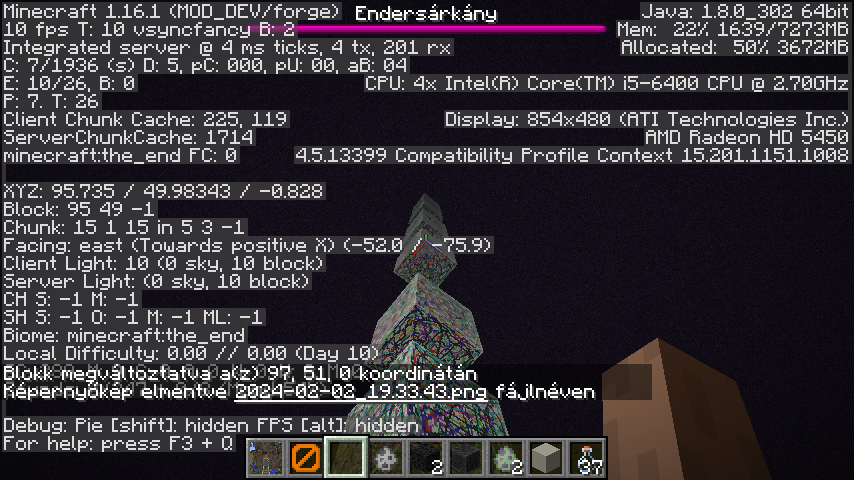 Minecraft 1.16.1 (MOD_DEV/forge)
Endersárkány
Java: 1.8.0_302 64bit
10 fps T: 10 vsyncfancy B: 2
Mem: 22% 1639/7273MB
Integrated server @ 4 ms ticks, 4 tx, 201 rx
Allocated: 50% 3672MB
C: 7/1936 (s) D: 5, pC: 000, pU: 00, aB: 04
E: 10/26, B: 0
CPU: 4x Intel(R) Core(TM) i5-6400 CPU @ 2.70GHz
P: 7. T: 26
Client Chunk Cache: 225, 119
Display: 854x480 (ATI Technologies Inc.)
ServerChunkCache: 1714
AMD Radeon HD 5450
minecraft:the_end FC: 0
4.5.13399 Compatibility Profile Context 15.201.1151.1008
XYZ: 95.735 / 49.98343 / -0.828
Block: 95 49 -1
Chunk: 15 1 15 in 5 3 -1
Facing: east (Towards positive X) (-52.0 / -75.9)
Client Light: 10 (0 sky, 10 block)
Server Light: (0 sky, 10 block)
CH S: -1 M: -1
SH S: -1 O: -1 M: -1 ML: -1
Biome: minecraft:the_end
Local Difficulty: 0.00 // 0.00 (Day 10)
Blokk megváltoztatva a(z) 97, 51, 0 koordinátán
Képernyőkép elmentve 2024-02-02_19.33.43.png fájlnéven
Debug: Pie [shift]: hidden FPS [alt]: hidden
For help: press F3 + Q
2
2
37